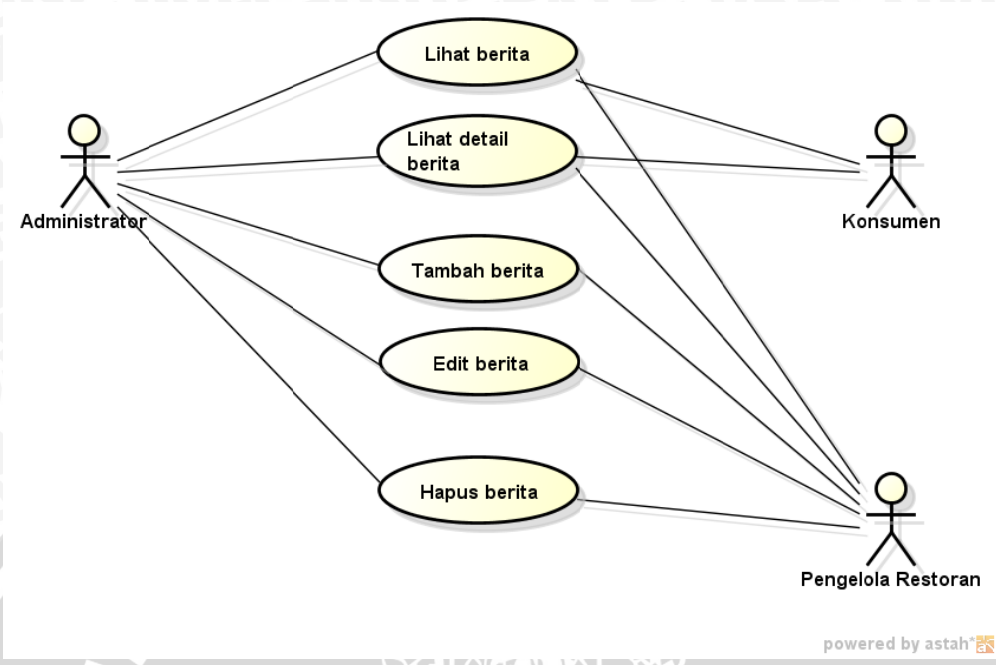 Lihat berita
Lihat detail
berita
Administrator
Konsumen
Tambah berita
Edit berita
Hapus berita
Pengelola Restoran
powered by astah*